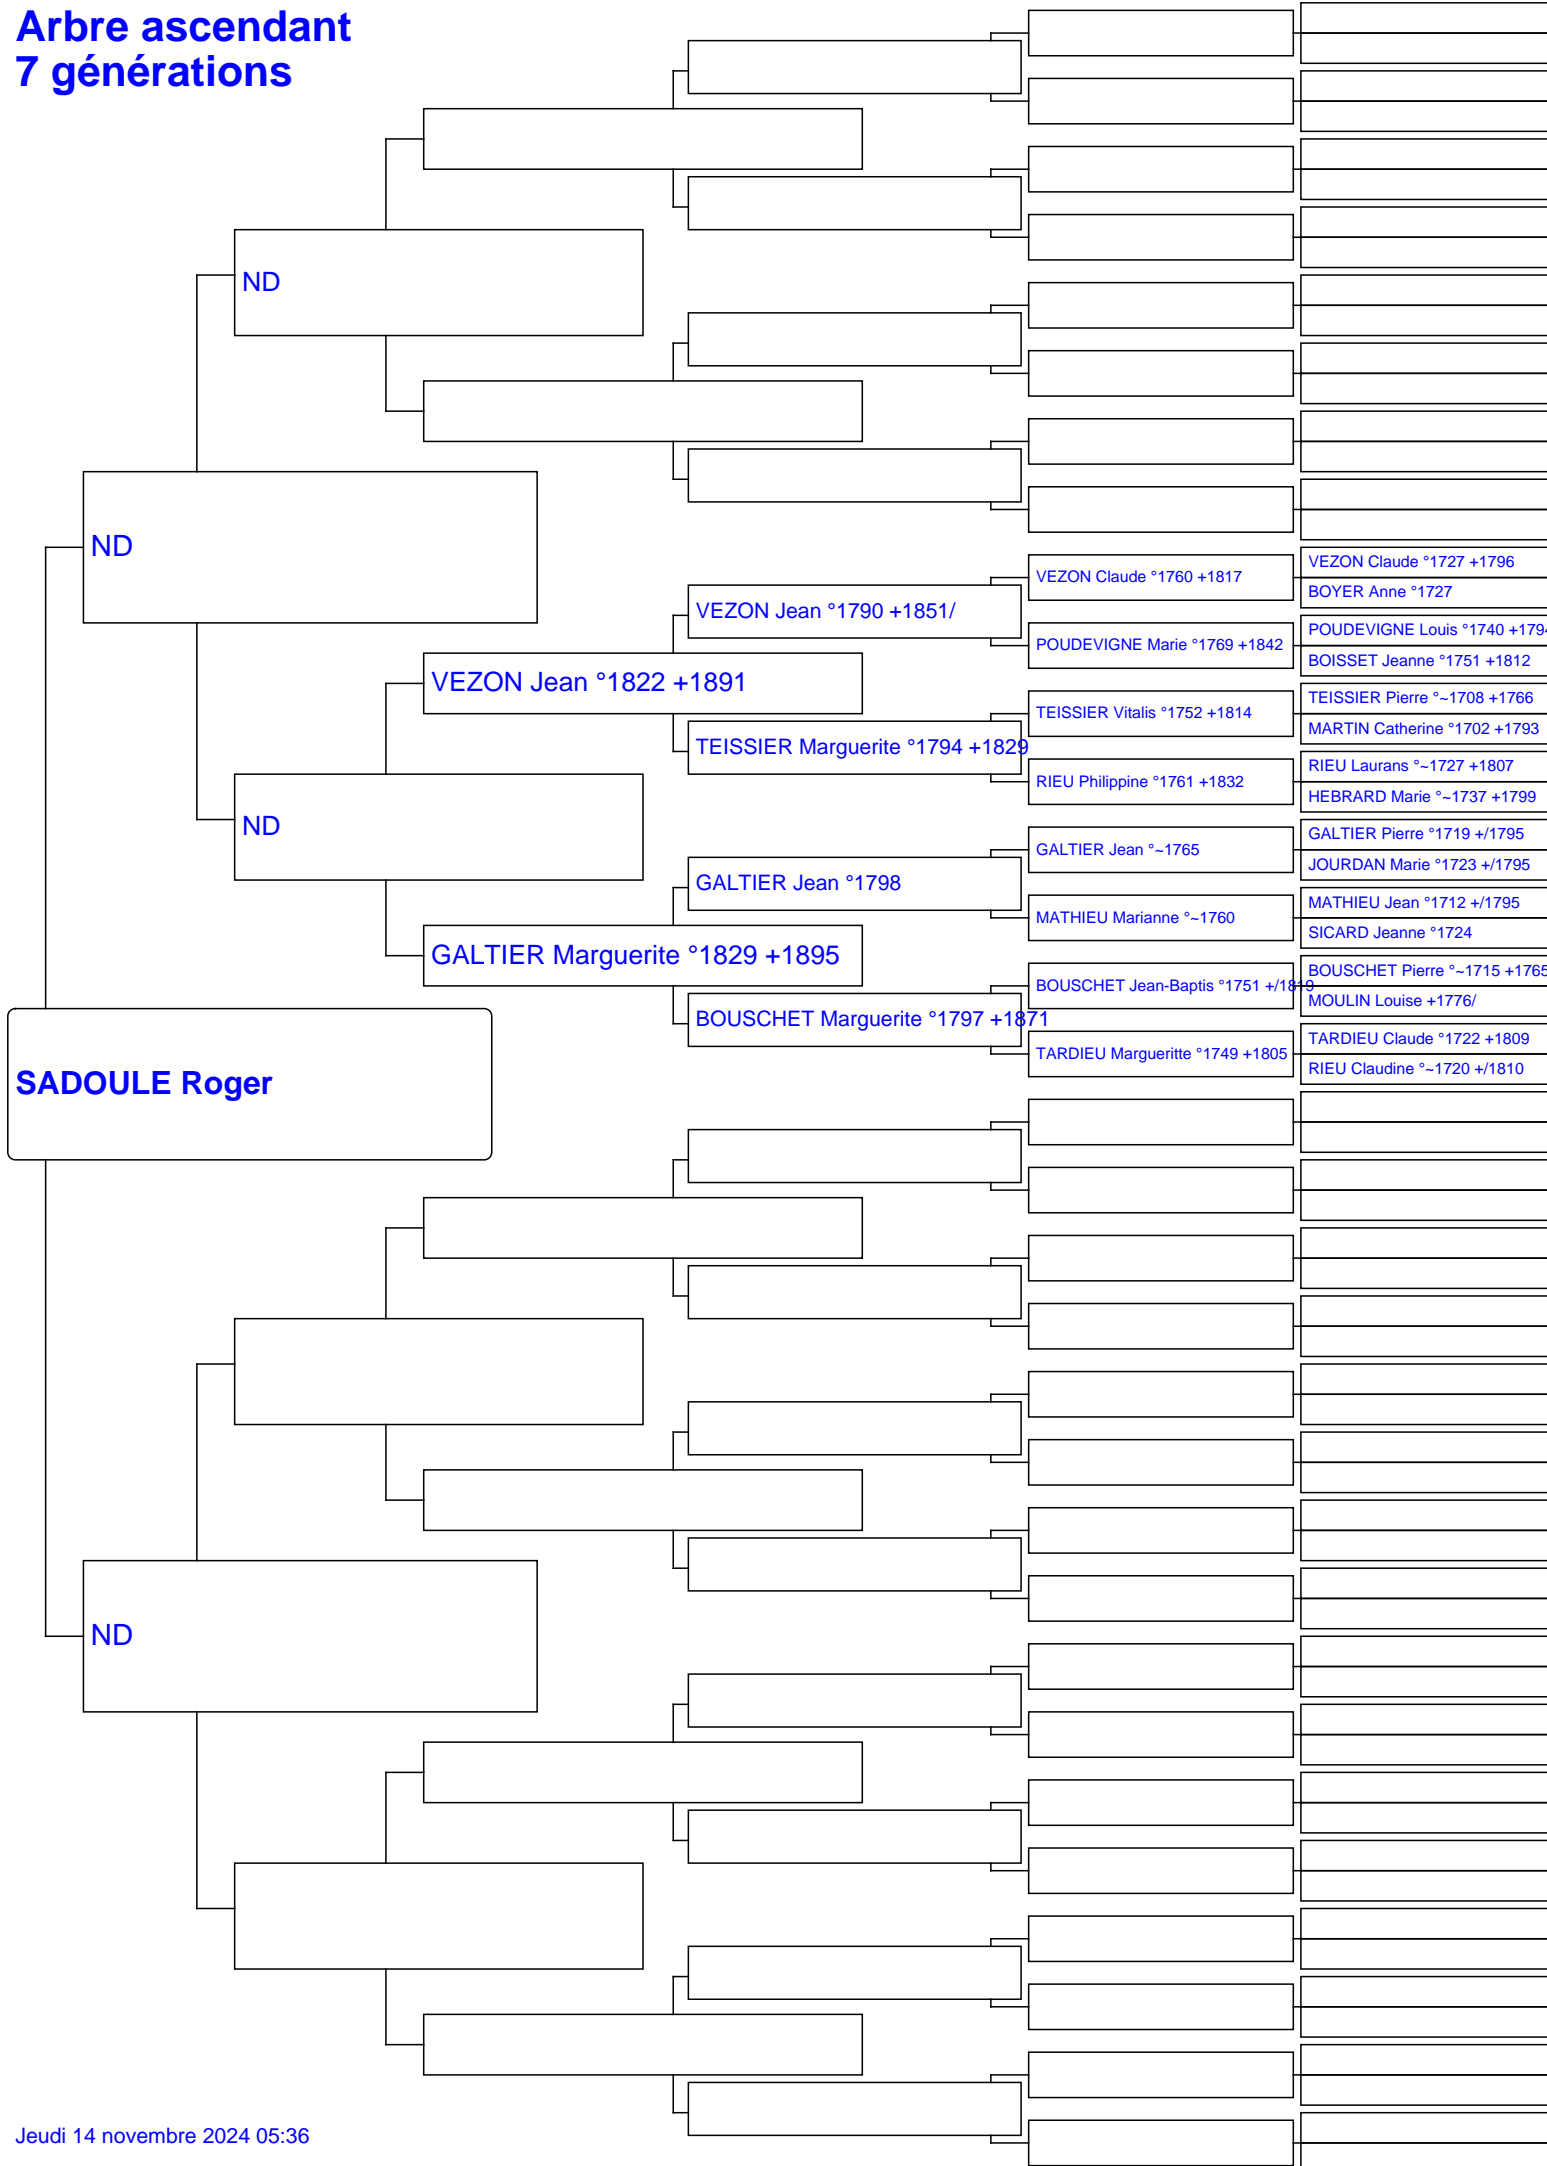 Arbre ascendant
7 générations
ND
ND
VEZON Claude °1760 +1817
VEZON Claude °1727 +1796
BOYER Anne °1727
VEZON Jean °1790 +1851/
POUDEVIGNE Marie °1769 +1842
POUDEVIGNE Louis °1740 +1794
BOISSET Jeanne °1751 +1812
VEZON Jean °1822 +1891
TEISSIER Vitalis °1752 +1814
TEISSIER Pierre °~1708 +1766
MARTIN Catherine °1702 +1793
TEISSIER Marguerite °1794 +1829
RIEU Philippine °1761 +1832
RIEU Laurans °~1727 +1807
HEBRARD Marie °~1737 +1799
ND
GALTIER Jean °~1765
GALTIER Pierre °1719 +/1795
JOURDAN Marie °1723 +/1795
GALTIER Jean °1798
MATHIEU Marianne °~1760
MATHIEU Jean °1712 +/1795
SICARD Jeanne °1724
GALTIER Marguerite °1829 +1895
BOUSCHET Jean-Baptis °1751 +/1819
BOUSCHET Pierre °~1715 +1765
MOULIN Louise +1776/
BOUSCHET Marguerite °1797 +1871
TARDIEU Margueritte °1749 +1805
TARDIEU Claude °1722 +1809
RIEU Claudine °~1720 +/1810
SADOULE Roger
ND
Jeudi 14 novembre 2024 05:36